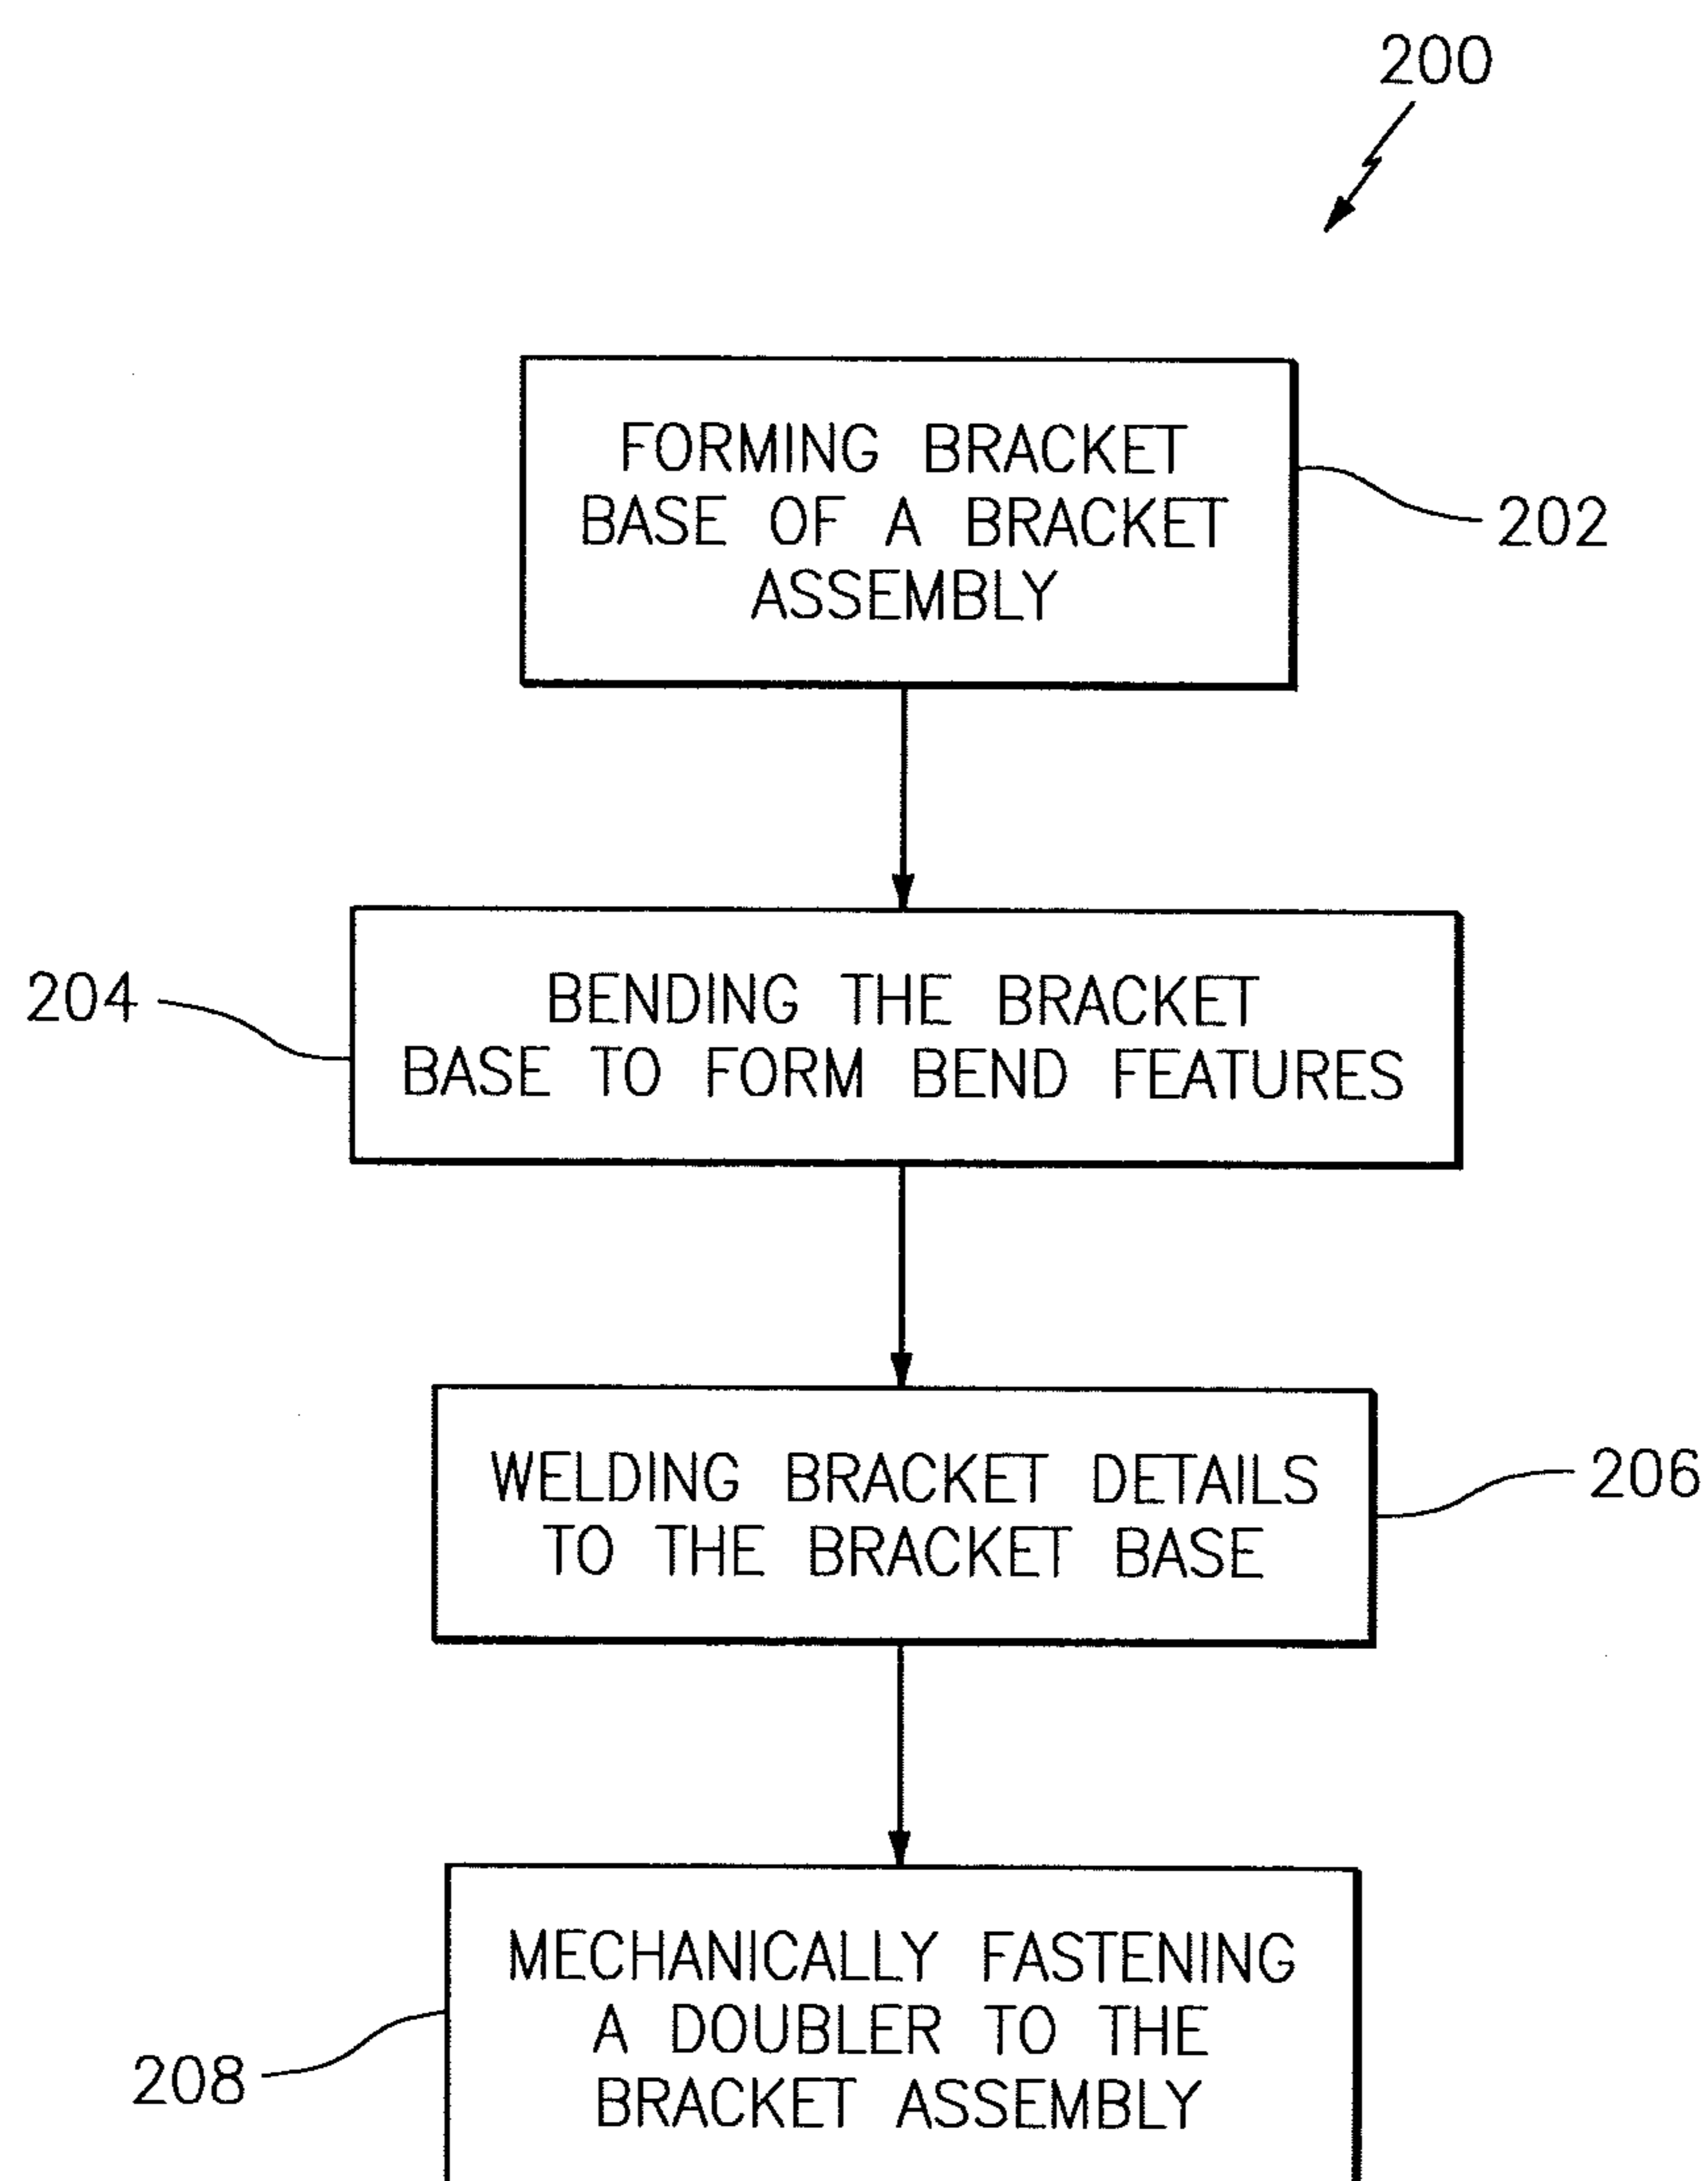 200
FORMING BRACKET
BASE OF A BRACKET
ASSEMBLY
202
204
BENDING THE BRACKET
BASE TO FORM BEND FEATURES
WELDING BRACKET DETAILS
TO THE BRACKET BASE
206
MECHANICALLY FASTENING
A DOUBLER TO THE
BRACKET ASSEMBLY
208